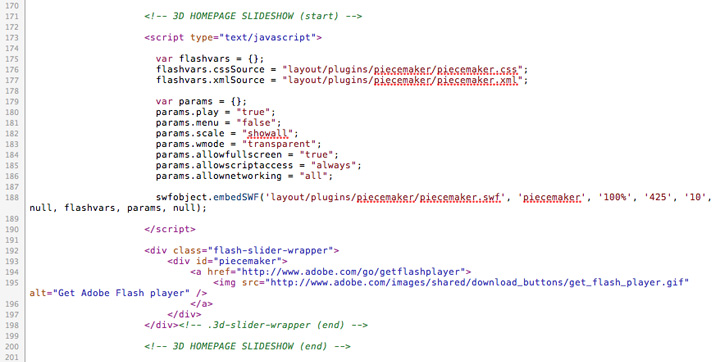 170
171 <!-- 3D HOMEPAGE SLIDESHOW (start) -->
172
173 <script type="text/javascript">
174
175 var flashvars = {};
176 flashvars.cssSource = "layout/plugins/piecemaker/piecemaker.css";
177 flashvars.xmlSource = "layout/plugins/piecemaker/piecemaker.xml";
178
179 var params = {};
180 params.play = "true";
181 params.menu = "false";
182 params.scale = "showall";
183 params.wmode = "transparent";
184 params.allowfullscreen = "true";
185 params.allowscriptaccess = "always";
186 params.allownetworking = "all";
187
188 swfobject.embedSWF('layout/plugins/piecemaker/piecemaker.swf', 'piecemaker', '100%', '425', '10',
null, flashvars, params, null);
189
190 </script>
191
192 <div class="flash-slider-wrapper">
193 <div id="piecemaker">
194 <a href="http://www.adobe.com/go/getflashplayer">
195 <img src="http://www.adobe.com/images/shared/download_buttons/get_flash_player.gif"
alt="Get Adobe Flash player" />
196 </a>
197 </div>
198 </div><!-- .3d-slider-wrapper (end) -->
199
200 <!-- 3D HOMEPAGE SLIDESHOW (end) -->
201